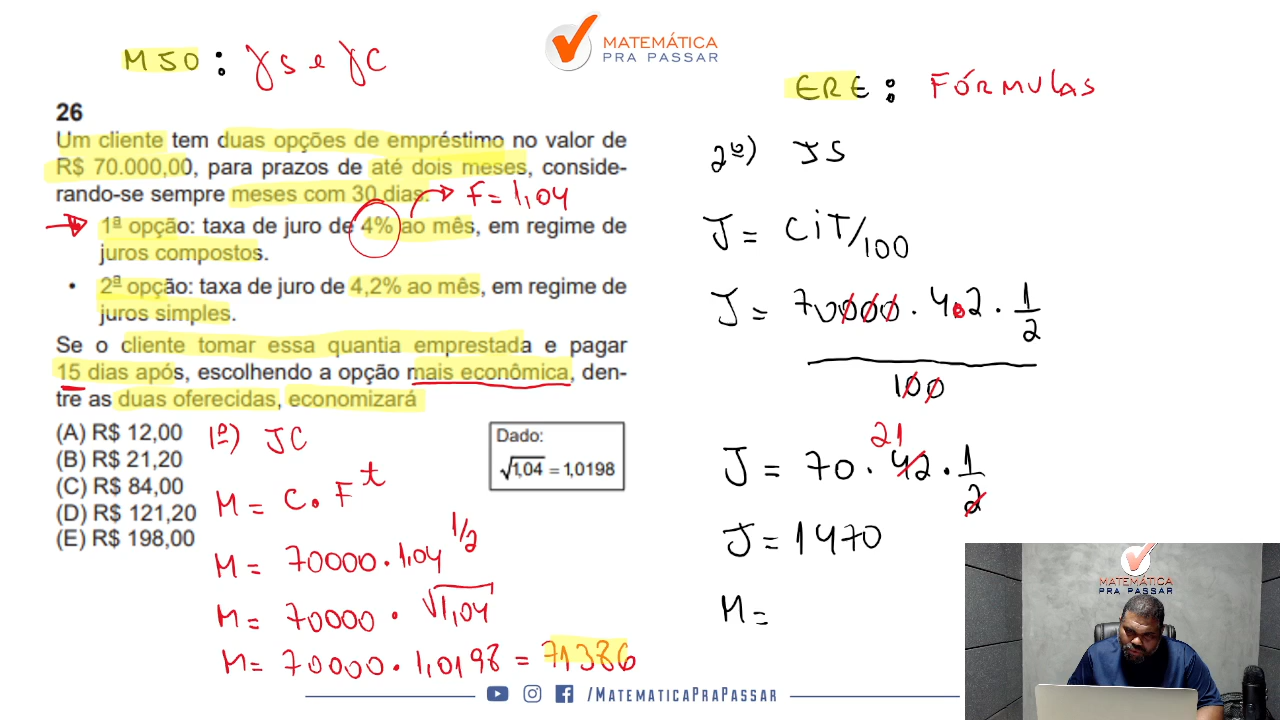 MATEMÁTICA
PRA PASSAR
MSO : JS e JC
ERE : FÓRMULAS
26
Um cliente tem duas opções de empréstimo no valor de
R$ 70.000,00, para prazos de até dois meses, conside-
rando-se sempre meses com 30 dias.
F = 1,04
1ª opção: taxa de juro de 4% ao mês, em regime de
juros compostos.
• 2ª opção: taxa de juro de 4,2% ao mês, em regime de
juros simples.
Se o cliente tomar essa quantia emprestada e pagar
15 dias após, escolhendo a opção mais econômica, den-
tre as duas oferecidas, economizará
(A) R$ 12,00
(B) R$ 21,20
(C) R$ 84,00
(D) R$ 121,20
(E) R$ 198,00
Dado:
√1,04 = 1,0198
1º) JC
M = C . F^t
M = 70000 . 1,04^1/2
M = 70000 . √1,04
M = 70000 . 1,0198 = 71386
2º) JS
J = CiT/100
J = 70000 . 4,2 . 1/2
100
21
J = 70 . 42 . 1/2
J = 1470
M =
MATEMÁTICA
PRA PASSAR
/MATEMATICAPRAPASSAR